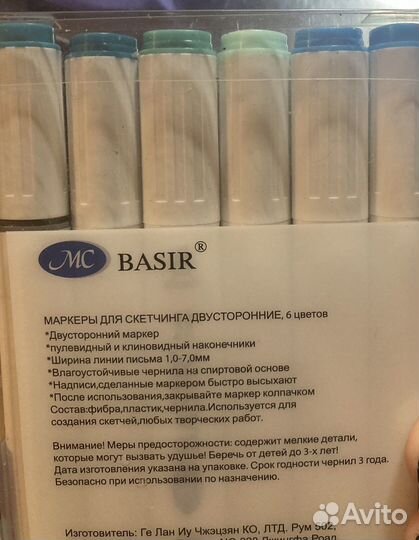 MC BASIR®
МАРКЕРЫ ДЛЯ СКЕТЧИНГА ДВУСТОРОННИЕ, 6 цветов
*Двусторонний маркер
*пулевидный и клиновидный наконечники
*Ширина линии письма 1,0-7,0мм
*Влагоустойчивые чернила на спиртовой основе
*Надписи,сделанные маркером быстро высыхают
*После использования,закрывайте маркер колпачком
Состав:фибра,пластик,чернила.Используется для
создания скетчей,любых творческих работ.
Внимание! Меры предосторожности: содержит мелкие детали,
которые могут вызвать удушье! Беречь от детей до 3-х лет!
Дата изготовления указана на упаковке. Срок годности чернил 3 года.
Безопасно при использовании по назначению.
Изготовитель: Ге Лан Иу Чжэцзян КО, ЛТД. Рум 502,
Джингфа Роад
Avito